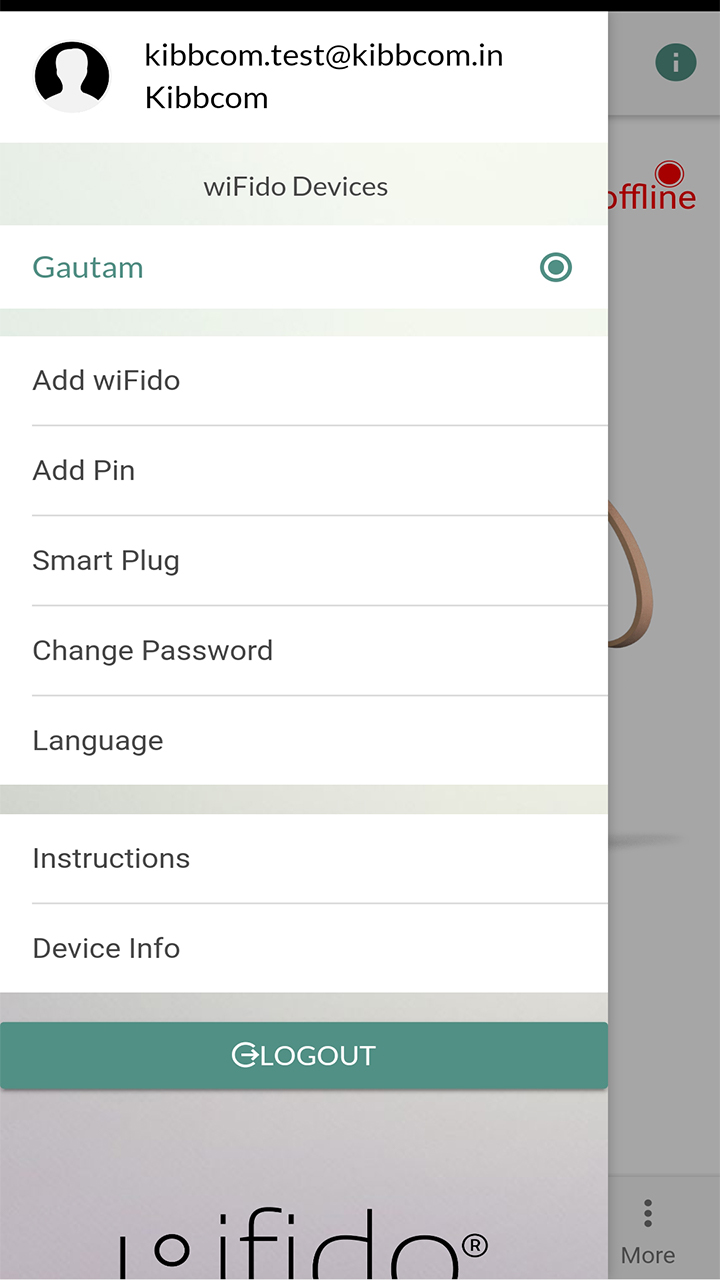 kibbcom.test@kibbcom.in
Kibbcom
offline
wiFido Devices
Gautam
Add wiFido
Add Pin
Smart Plug
Change Password
Language
Instructions
Device Info
LOGOUT
wifido®
More